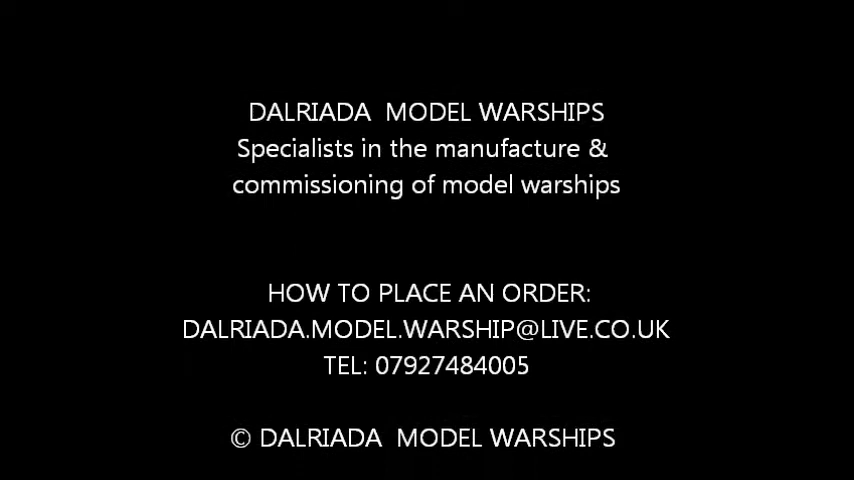 DALRIADA  MODEL WARSHIPS
Specialists in the manufacture &
commissioning of model warships
HOW TO PLACE AN ORDER:
DALRIADA.MODEL.WARSHIP@LIVE.CO.UK
TEL: 07927484005
© DALRIADA  MODEL WARSHIPS